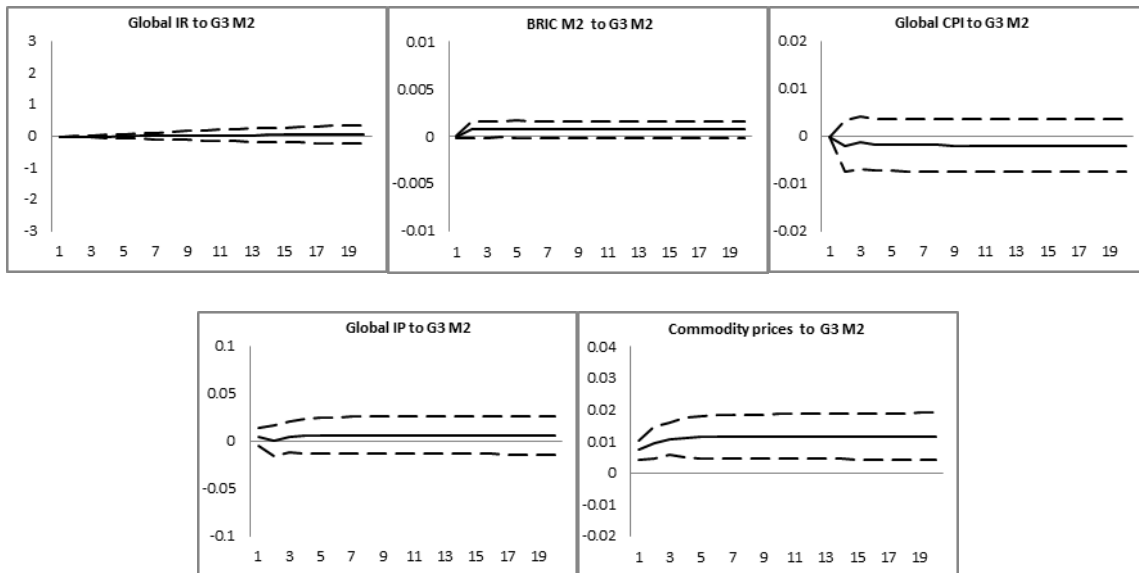 Global IR to G3 M2
3
2
1
0
-1
-2
-3
1 3 5 7 9 11 13 15 17 19
BRIC M2 to G3 M2
0.01
0.005
0
-0.005
-0.01
1 3 5 7 9 11 13 15 17 19
Global CPI to G3 M2
0.02
0.01
0
-0.01
-0.02
1 3 5 7 9 11 13 15 17 19
Global IP to G3 M2
0.1
0.05
0
-0.05
-0.1
1 3 5 7 9 11 13 15 17 19
Commodity prices to G3 M2
0.04
0.03
0.02
0.01
0
-0.01
-0.02
1 3 5 7 9 11 13 15 17 19